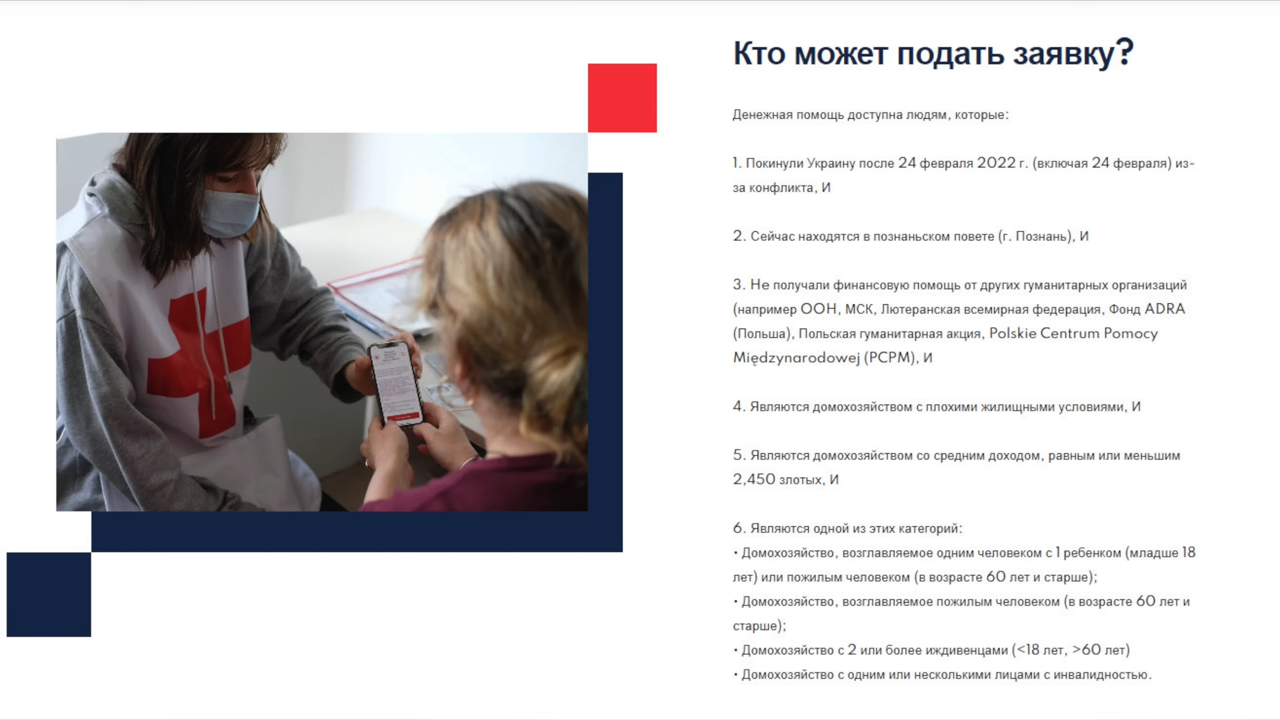 Кто может подать заявку?
Денежная помощь доступна людям, которые:
1. Покинули Украину после 24 февраля 2022 г. (включая 24 февраля) из-
за конфликта, И
2. Сейчас находятся в познаньском повете (г. Познань), И
3. Не получали финансовую помощь от других гуманитарных организаций
(например ООН, МСК, Лютеранская всемирная федерация, Фонд ADRA
(Польша), Польская гуманитарная акция, Polskie Centrum Pomocy
Międzynarodowej (PCPM), И
4. Являются домохозяйством с плохими жилищными условиями, И
5. Являются домохозяйством со средним доходом, равным или меньшим
2,450 злотых, И
6. Являются одной из этих категорий:
• Домохозяйство, возглавляемое одним человеком с 1 ребенком (младше 18
лет) или пожилым человеком (в возрасте 60 лет и старше);
• Домохозяйство, возглавляемое пожилым человеком (в возрасте 60 лет и
старше);
• Домохозяйство с 2 или более иждивенцами (<18 лет, >60 лет)
• Домохозяйство с одним или несколькими лицами с инвалидностью.